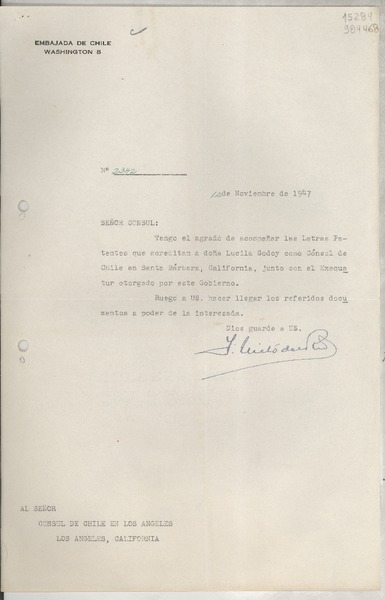 15284
984468
EMBAJADA DE CHILE
WASHINGTON 8
Nº 2342
de Noviembre de 1947
SEÑOR CONSUL:
Tengo el agrado de acompañar las Letras Pa-
tentes que acreditan a doña Lucila Godoy como Cónsul de
Chile en Santa Bárbara, California, junto con el Exequa
tur otorgado por este Gobierno.
Ruego a US. hacer llegar los referidos docu
mentos a poder de la interesada.
Dios guarde a US.
AL SEÑOR
CONSUL DE CHILE EN LOS ANGELES
LOS ANGELES, CALIFORNIA